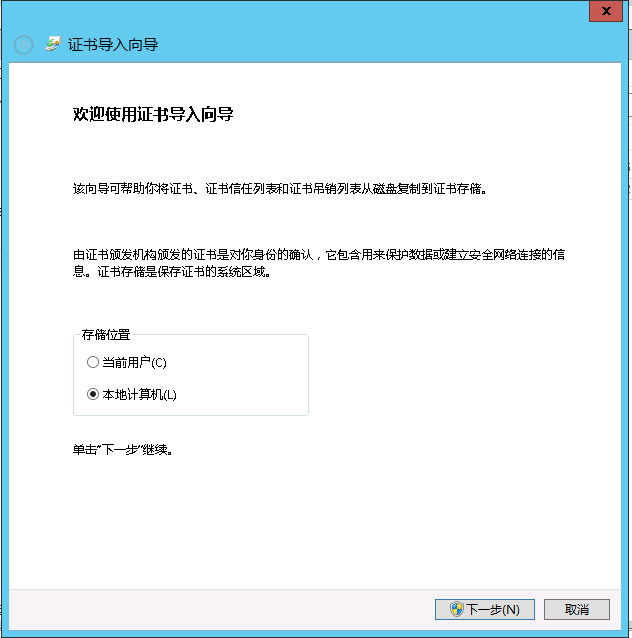 证书导入向导
欢迎使用证书导入向导
该向导可帮助你将证书、证书信任列表和证书吊销列表从磁盘复制到证书存储。
由证书颁发机构颁发的证书是对你身份的确认，它包含用来保护数据或建立安全网络连接的信
息。证书存储是保存证书的系统区域。
存储位置
当前用户(C)
本地计算机(L)
单击"下一步"继续。
下一步(N)
取消